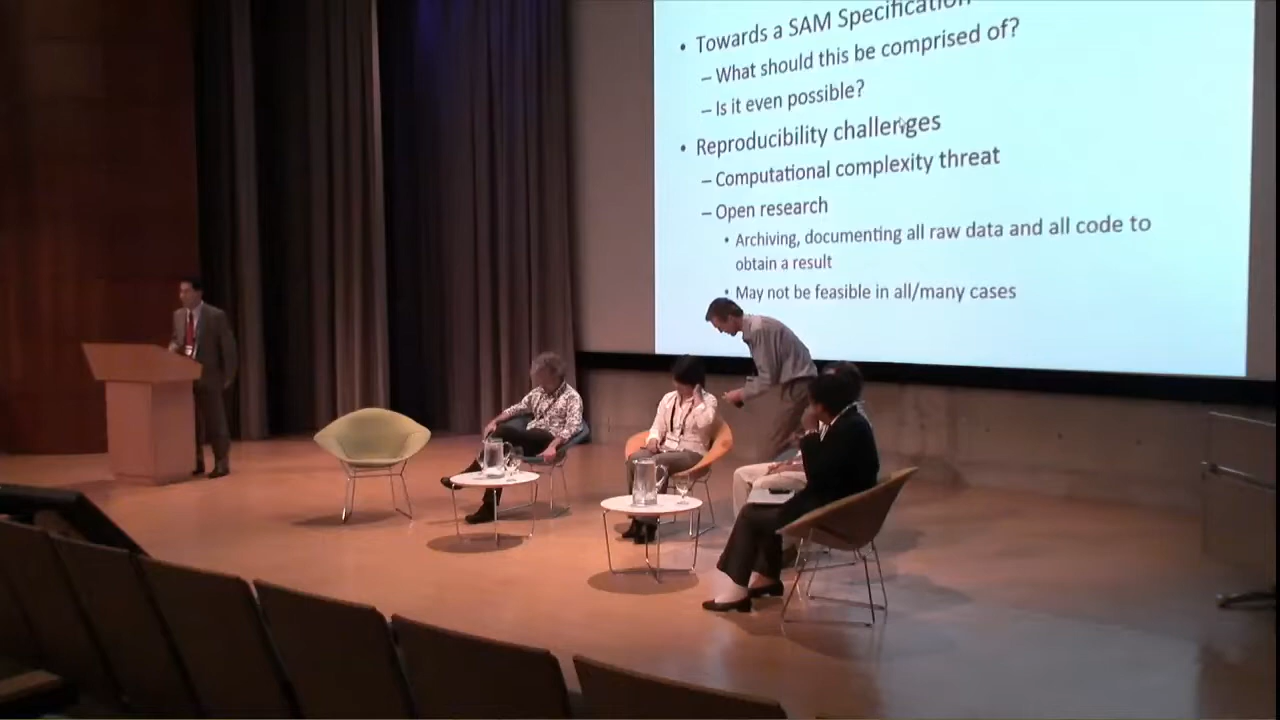 • Towards a SAM Specification
– What should this be comprised of?
– Is it even possible?
• Reproducibility challenges
– Computational complexity threat
– Open research
• Archiving, documenting all raw data and all code to
obtain a result
• May not be feasible in all/many cases